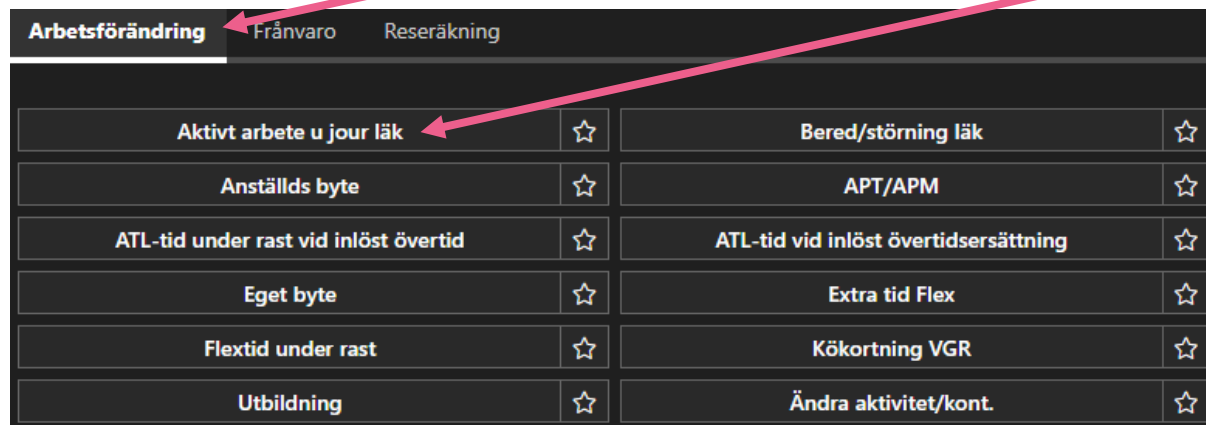 Arbetsförändring Frånvaro Reseräkning
Aktivt arbete u jour läk Bered/störning läk
Anställds byte APT/APM
ATL-tid under rast vid inlöst övertid ATL-tid vid inlöst övertidsersättning
Eget byte Extra tid Flex
Flextid under rast Kökortning VGR
Utbildning Ändra aktivitet/kont.